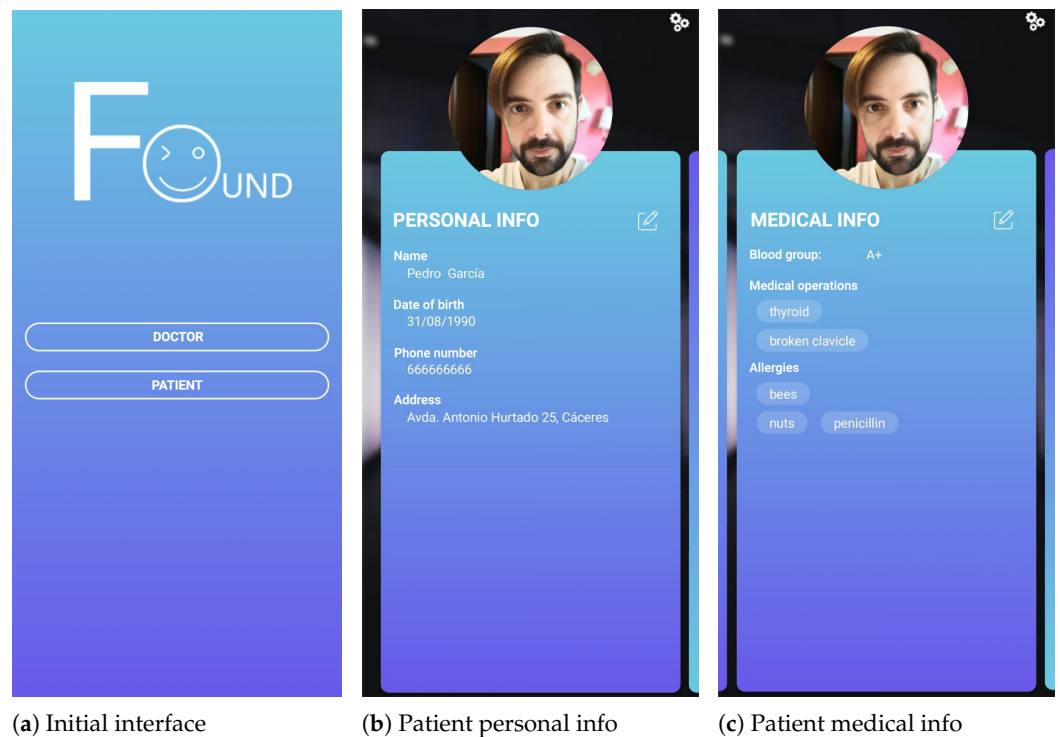 FOUND
DOCTOR
PATIENT
(a) Initial interface
PERSONAL INFO
Name
Pedro García
Date of birth
31/08/1990
Phone number
666666666
Address
Avda. Antonio Hurtado 25, Cáceres
(b) Patient personal info
MEDICAL INFO
Blood group: A+
Medical operations
thyroid
broken clavicle
Allergies
bees
nuts penicillin
(c) Patient medical info